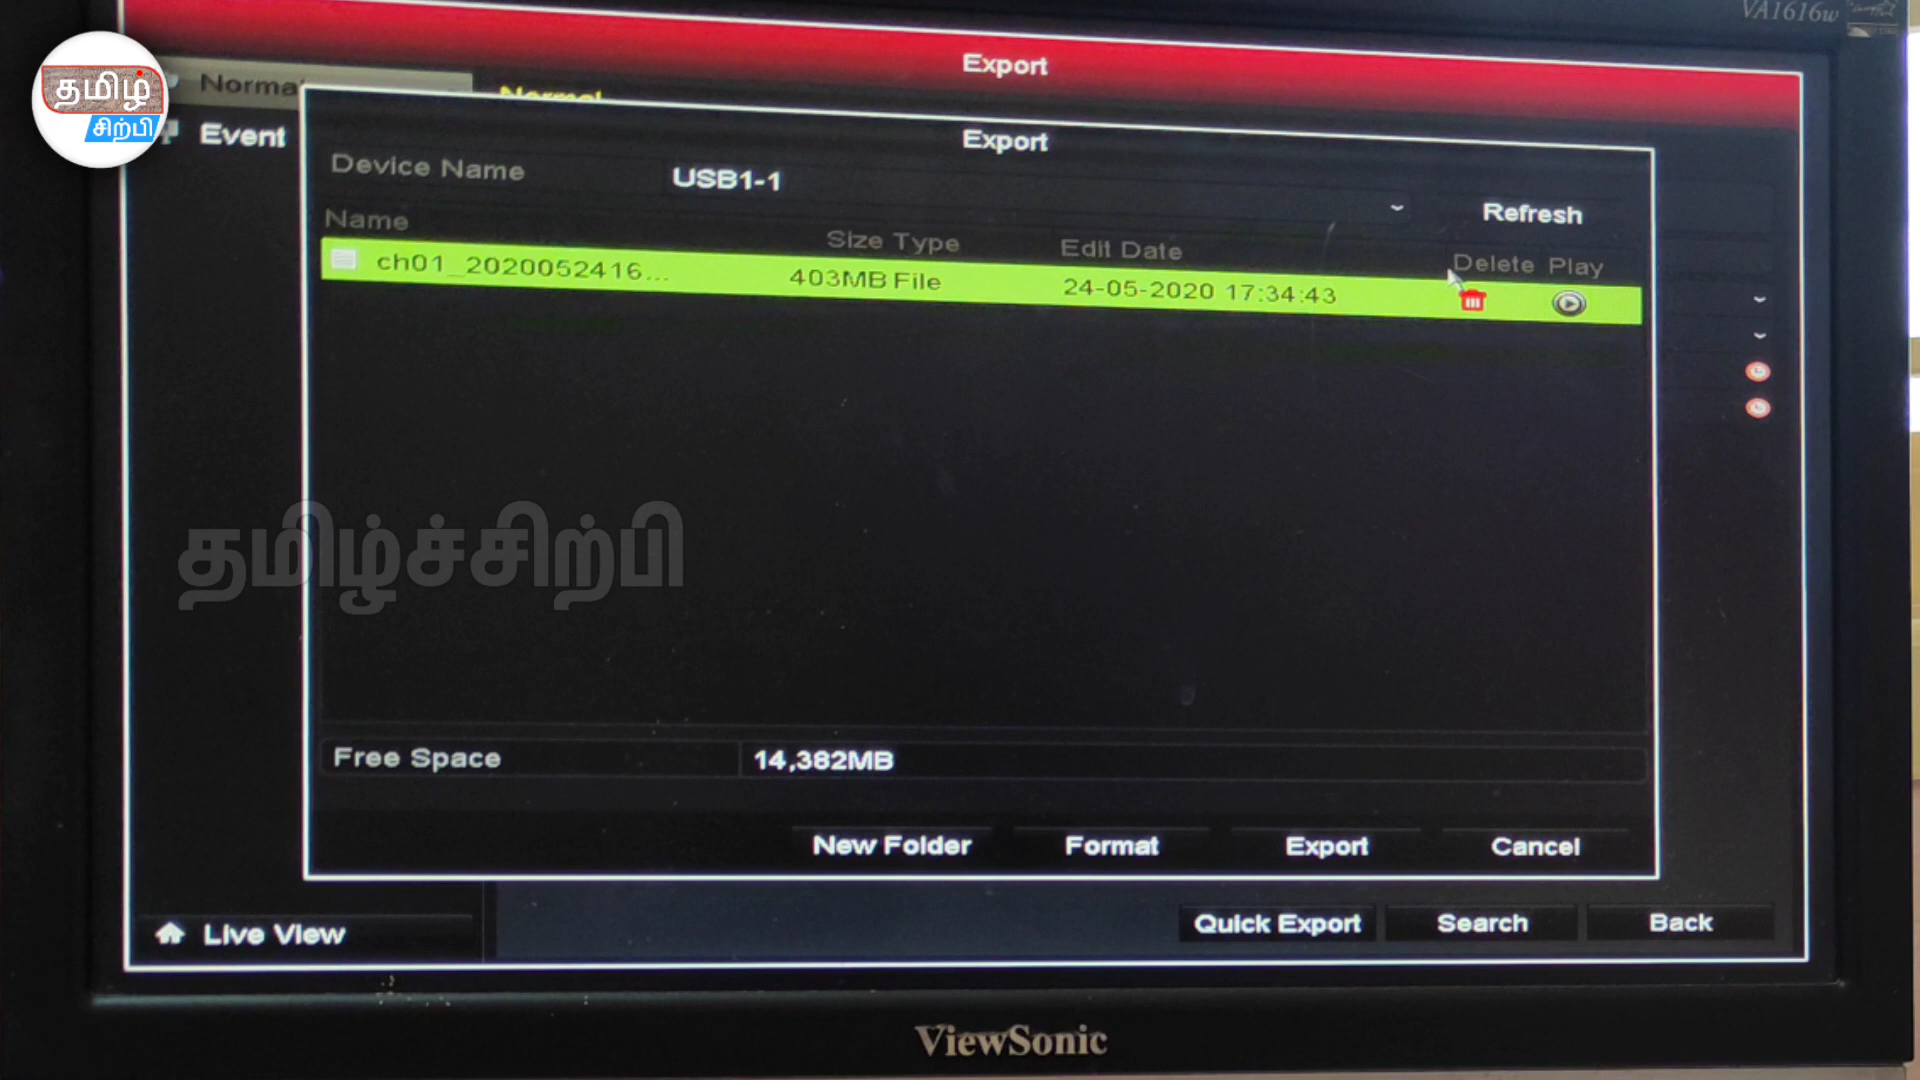 VA1616w
Export
Normal
Normal
Event
தமிழ்
சிற்பி
Export
Device Name
USB1-1
Refresh
Name
Size Type
Edit Date
Delete Play
ch01_2020052416...
403MB File
24-05-2020 17:34:43
தமிழ்ச்சிற்பி
Free Space
14,382MB
New Folder
Format
Export
Cancel
Live View
Quick Export
Search
Back
ViewSonic